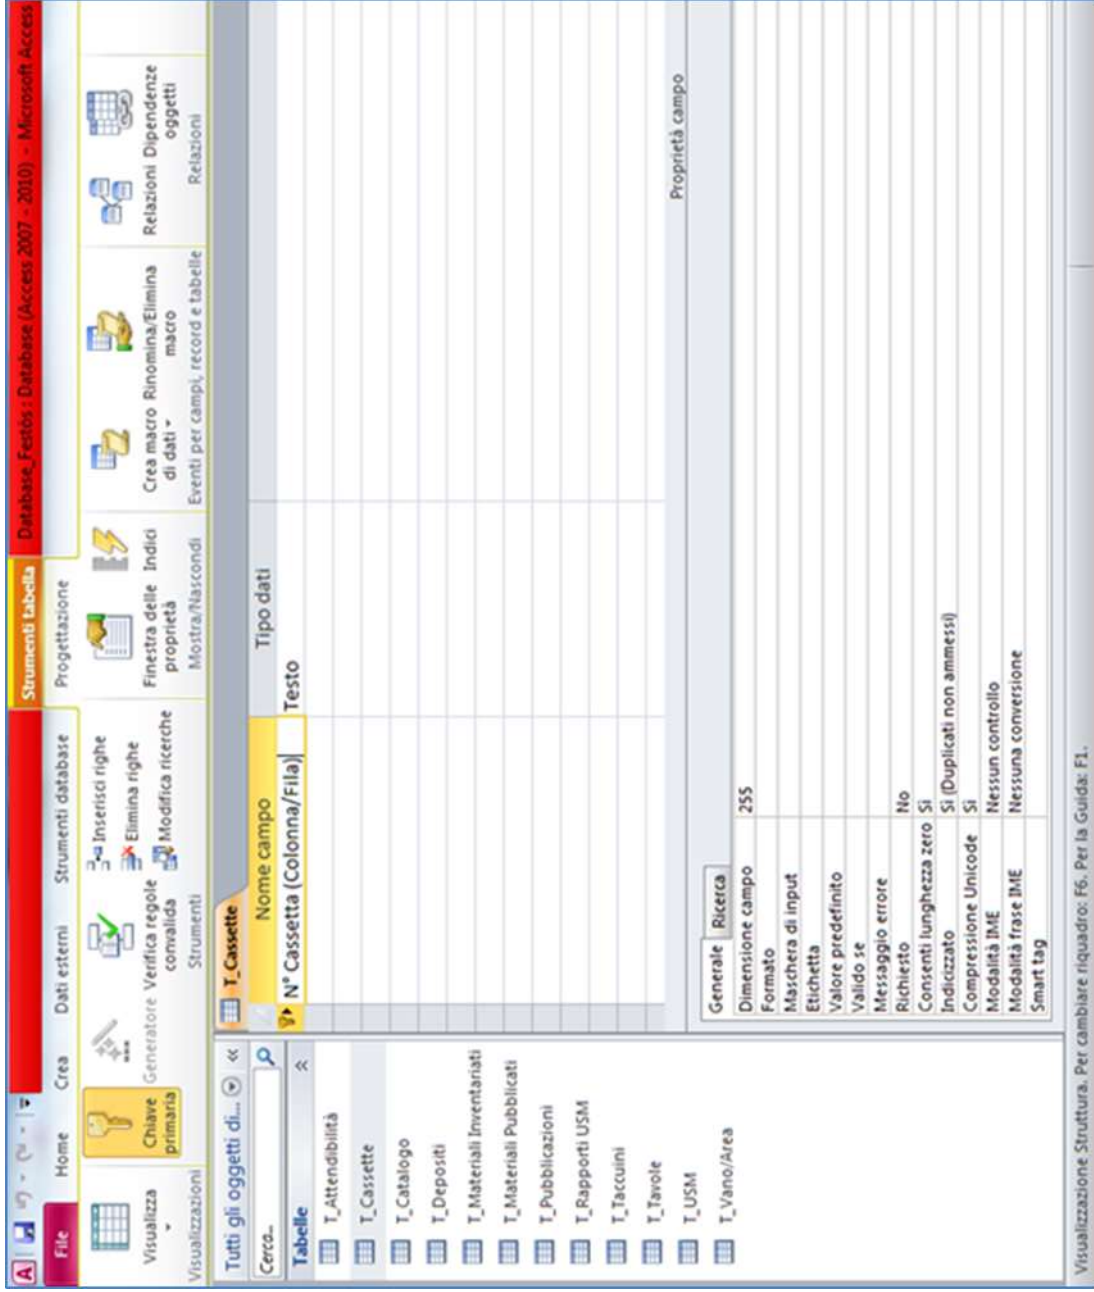 Strumenti tabella
Database_Festòs : Database (Access 2007 - 2010) - Microsoft Access
File
Home
Crea
Dati esterni
Strumenti database
Progettazione
Visualizza
Chiave primaria
Generatore
Verifica regole convalida
Inserisci righe
Elimina righe
Modifica ricerche
Finestra delle proprietà
Indici
Crea macro di dati
Rinomina/Elimina macro
Relazioni
Dipendenze oggetti
Visualizzazioni
Strumenti
Mostra/Nascondi
Eventi per campi, record e tabelle
Relazioni
Tutti gli oggetti di... «
Cerca...
Tabelle
T_Attendibilità
T_Cassette
T_Catalogo
T_Depositi
T_Materiali Inventariati
T_Materiali Pubblicati
T_Pubblicazioni
T_Rapporti USM
T_Taccuini
T_Tavole
T_USM
T_Vano/Area
T_Cassette
Nome campo Tipo dati
N° Cassetta (Colonna/Fila) Testo
Proprietà campo
Generale Ricerca
Dimensione campo 255
Formato
Maschera di input
Etichetta
Valore predefinito
Valido se
Messaggio errore
Richiesto No
Consenti lunghezza zero Sì
Indicizzato Sì (Duplicati non ammessi)
Compressione Unicode Sì
Modalità IME Nessun controllo
Modalità frase IME Nessuna conversione
Smart tag
Visualizzazione Struttura. Per cambiare riquadro: F6. Per la Guida: F1.